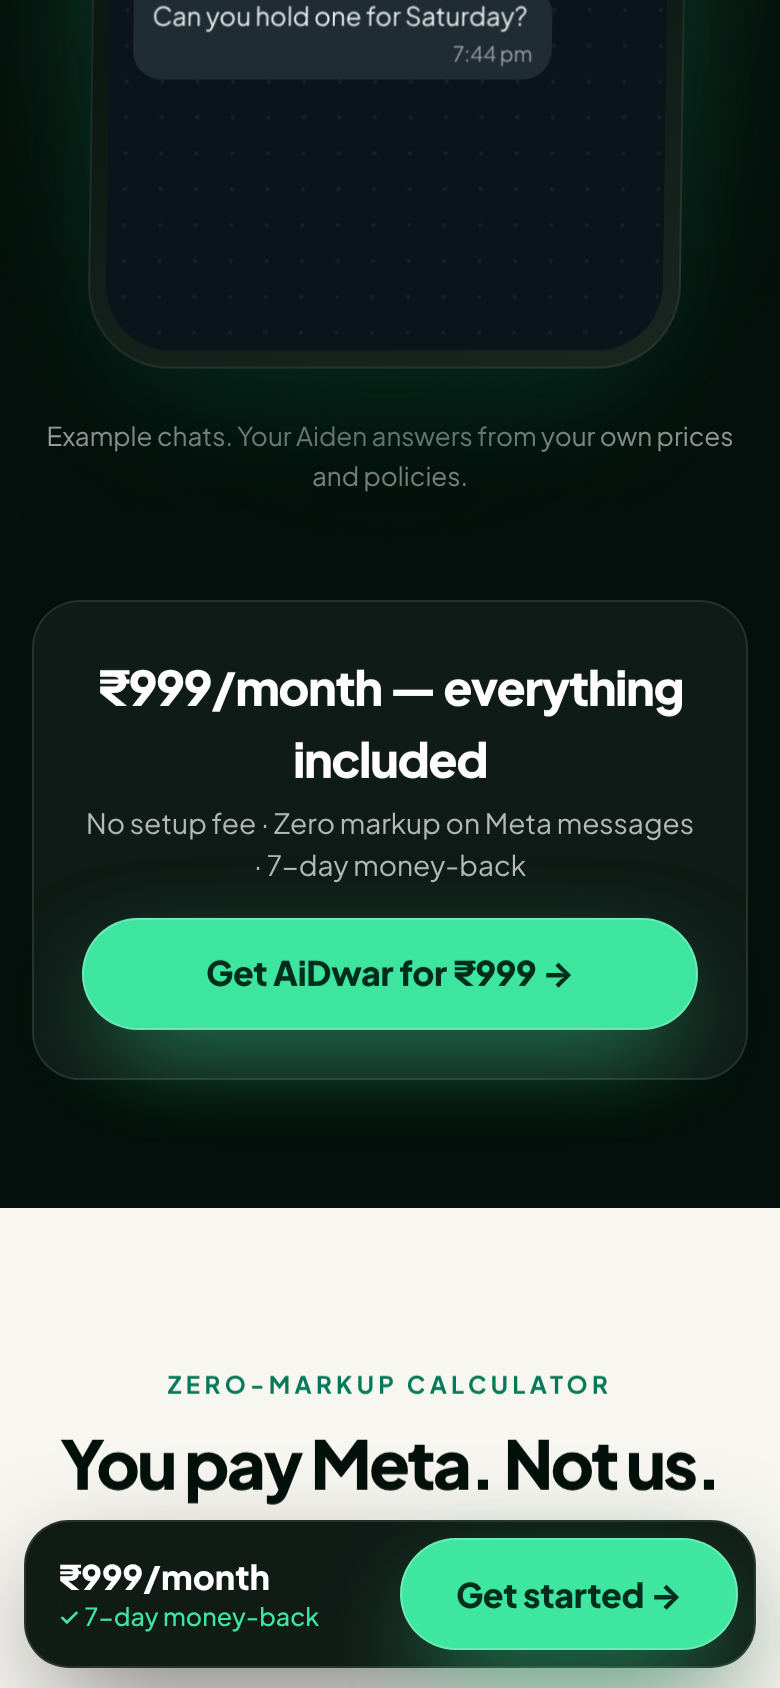 Can you hold one for Saturday?
7:44 pm
Example chats. Your Aiden answers from your own prices
and policies.
₹999/month — everything
included
No setup fee · Zero markup on Meta messages
· 7-day money-back
Get AiDwar for ₹999 →
ZERO-MARKUP CALCULATOR
You pay Meta. Not us.
₹999/month
✓ 7-day money-back
Get started →